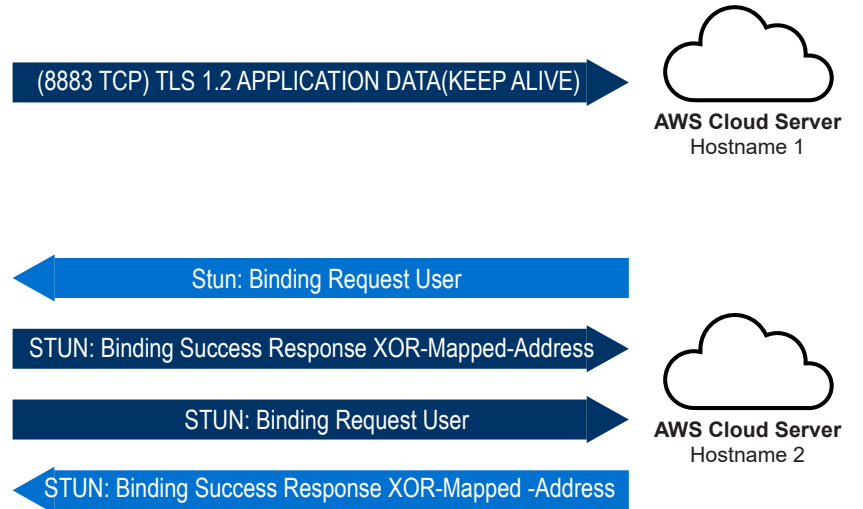 (8883 TCP) TLS 1.2 APPLICATION DATA(KEEP ALIVE)
AWS Cloud Server
Hostname 1
Stun: Binding Request User
STUN: Binding Success Response XOR-Mapped-Address
STUN: Binding Request User
AWS Cloud Server
Hostname 2
STUN: Binding Success Response XOR-Mapped -Address